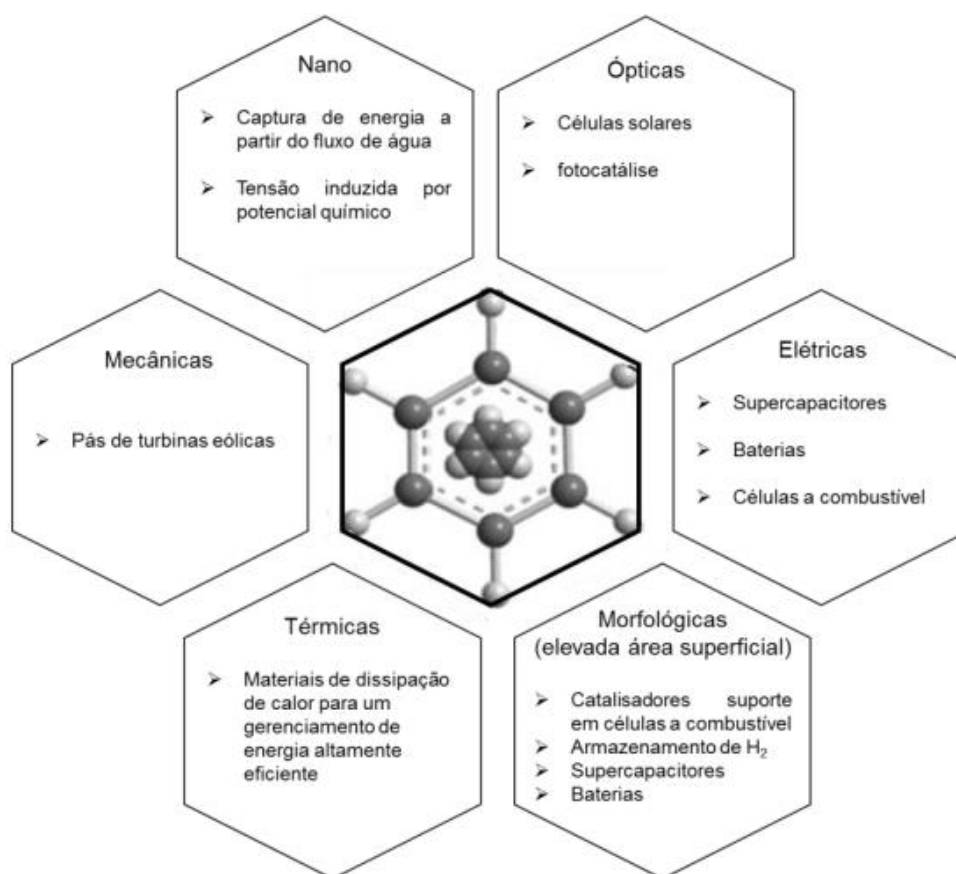 Nano
➢ Captura de energia a
partir do fluxo de água
➢ Tensão induzida por
potencial químico
Ópticas
➢ Células solares
➢ fotocatálise
Mecânicas
➢ Pás de turbinas eólicas
Elétricas
➢ Supercapacitores
➢ Baterias
➢ Células a combustível
Térmicas
➢ Materiais de dissipação
de calor para um
gerenciamento de
energia altamente
eficiente
Morfológicas
(elevada área superficial)
➢ Catalisadores suporte
em células a combustível
➢ Armazenamento de H₂
➢ Supercapacitores
➢ Baterias